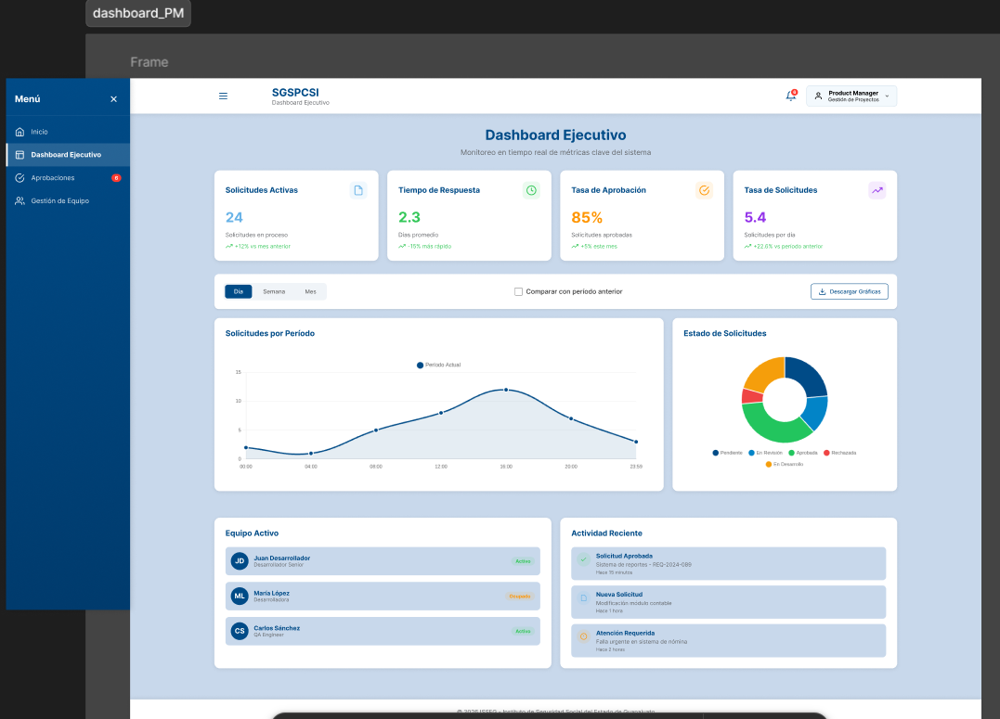 dashboard_PM
Frame
Menú
Inicio
Dashboard Ejecutivo
Aprobaciones 6
Gestión de Equipo
SGSPCSI
Dashboard Ejecutivo
Product Manager
Gestión de Proyectos
Dashboard Ejecutivo
Monitoreo en tiempo real de métricas clave del sistema
Solicitudes Activas
24
Solicitudes en proceso
+12% vs mes anterior
Tiempo de Respuesta
2.3
Días promedio
-15% más rápido
Tasa de Aprobación
85%
Solicitudes aprobadas
+5% este mes
Tasa de Solicitudes
5.4
Solicitudes por día
+22.6% vs período anterior
Día Semana Mes
Comparar con período anterior
Descargar Gráficas
Solicitudes por Período
Período Actual
15
10
5
0
00:00 04:00 08:00 12:00 16:00 20:00 23:59
Estado de Solicitudes
Pendiente En Revisión Aprobada Rechazada
En Desarrollo
Equipo Activo
JD
Juan Desarrollador
Desarrollador Senior
Activo
ML
María López
Desarrolladora
Ocupado
CS
Carlos Sánchez
QA Engineer
Activo
Actividad Reciente
Solicitud Aprobada
Sistema de reportes - REQ-2024-089
Hace 15 minutos
Nueva Solicitud
Modificación módulo contable
Hace 1 hora
Atención Requerida
Falla urgente en sistema de nómina
Hace 2 horas
© 2026 ISSEG - Instituto de Seguridad Social del Estado de Guanajuato